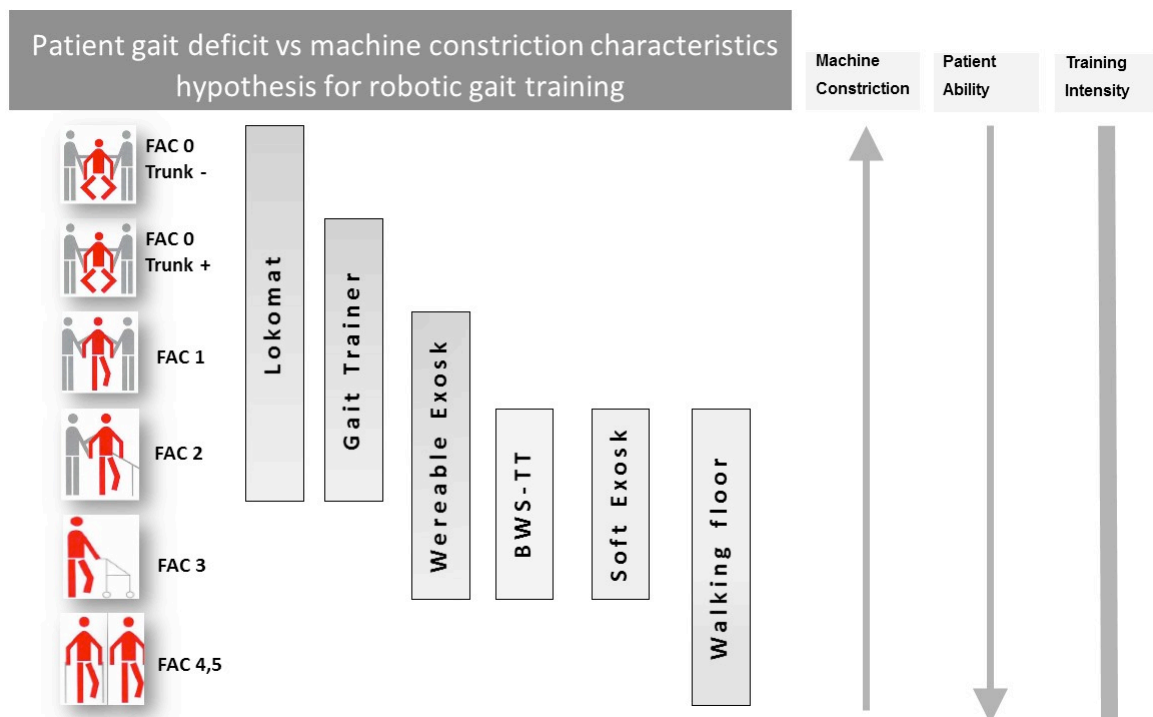 Patient gait deficit vs machine constriction characteristics
hypothesis for robotic gait training
Machine
Constriction
Patient
Ability
Training
Intensity
FAC 0
Trunk -
FAC 0
Trunk +
FAC 1
FAC 2
FAC 3
FAC 4,5
Lokomat
Gait Trainer
Wereable Exosk
BWS-TT
Soft Exosk
Walking floor